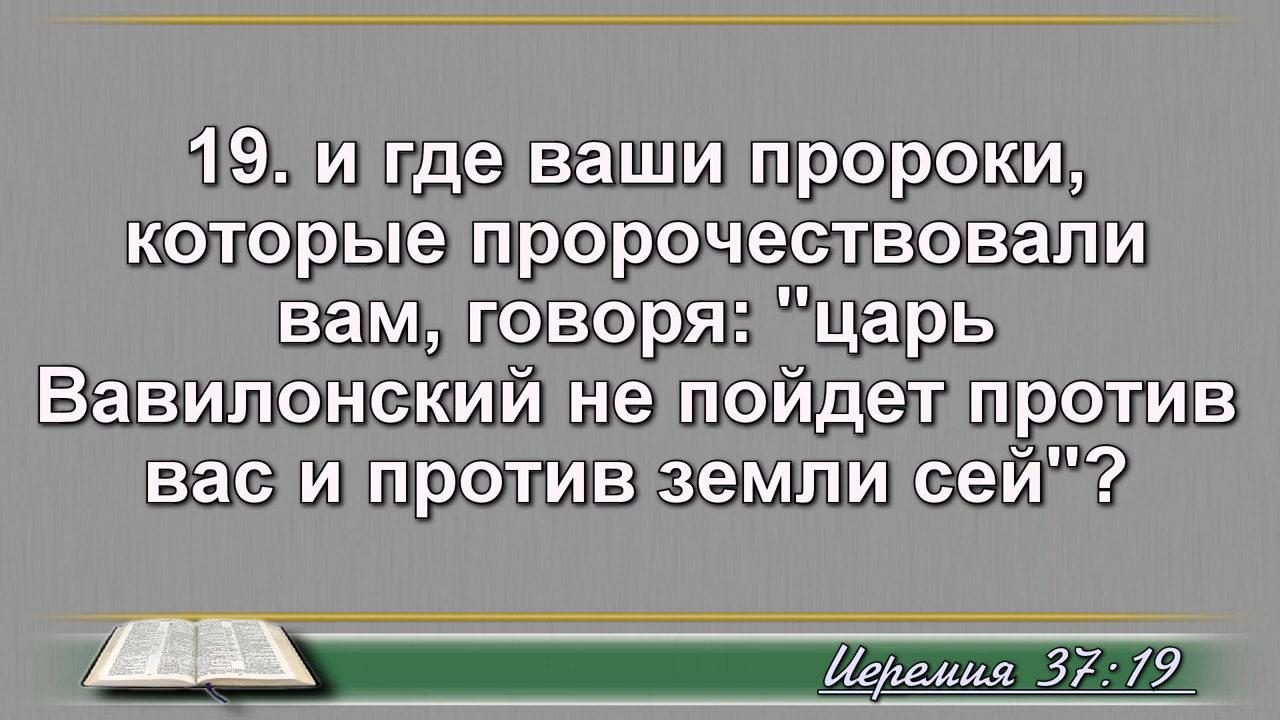 19. и где ваши пророки,
которые пророчествовали
вам, говоря: "царь
Вавилонский не пойдет против
вас и против земли сей"?
Иеремия 37:19